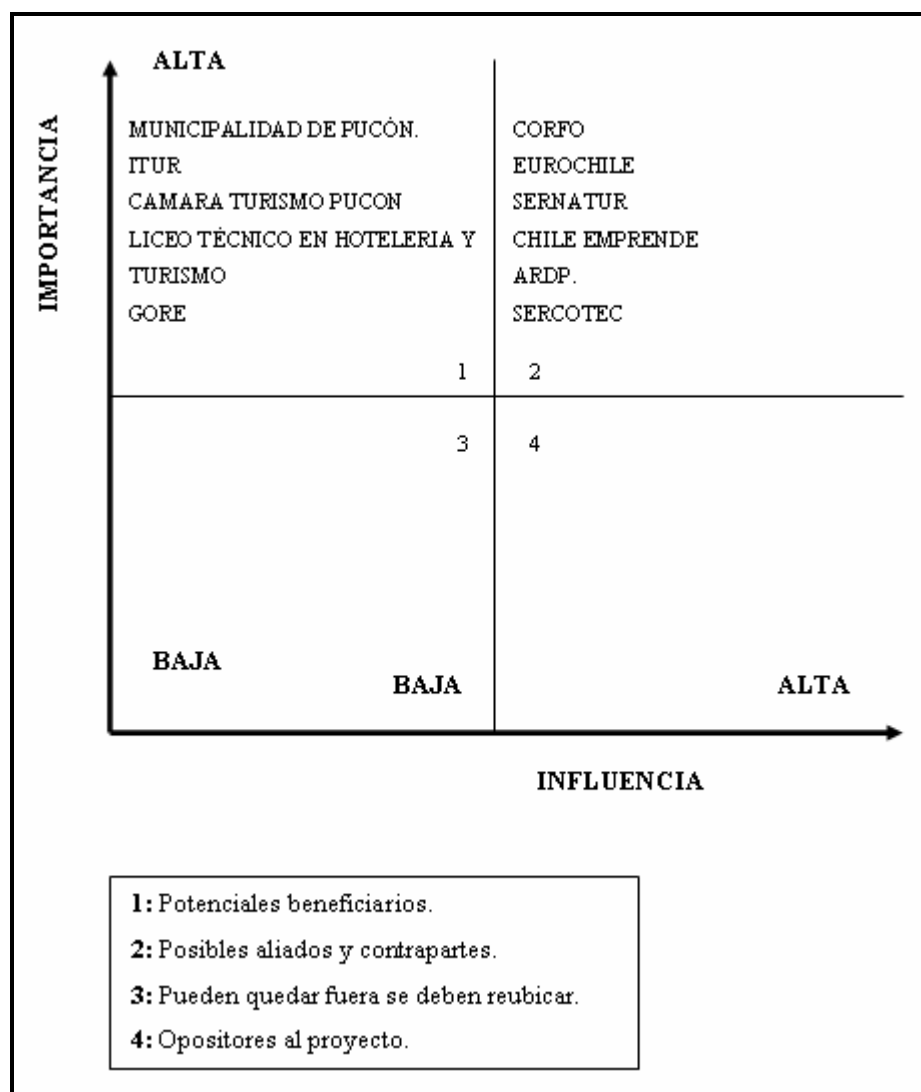 ALTA
IMPORTANCIA
MUNICIPALIDAD DE PUCÓN.
ITUR
CAMARA TURISMO PUCON
LICEO TÉCNICO EN HOTELERIA Y
TURISMO
GORE
1
CORFO
EUROCHILE
SERNATUR
CHILE EMPRENDE
ARDP.
SERCOTEC
2
3
4
BAJA
BAJA
ALTA
INFLUENCIA
1: Potenciales beneficiarios.
2: Posibles aliados y contrapartes.
3: Pueden quedar fuera se deben reubicar.
4: Opositores al proyecto.